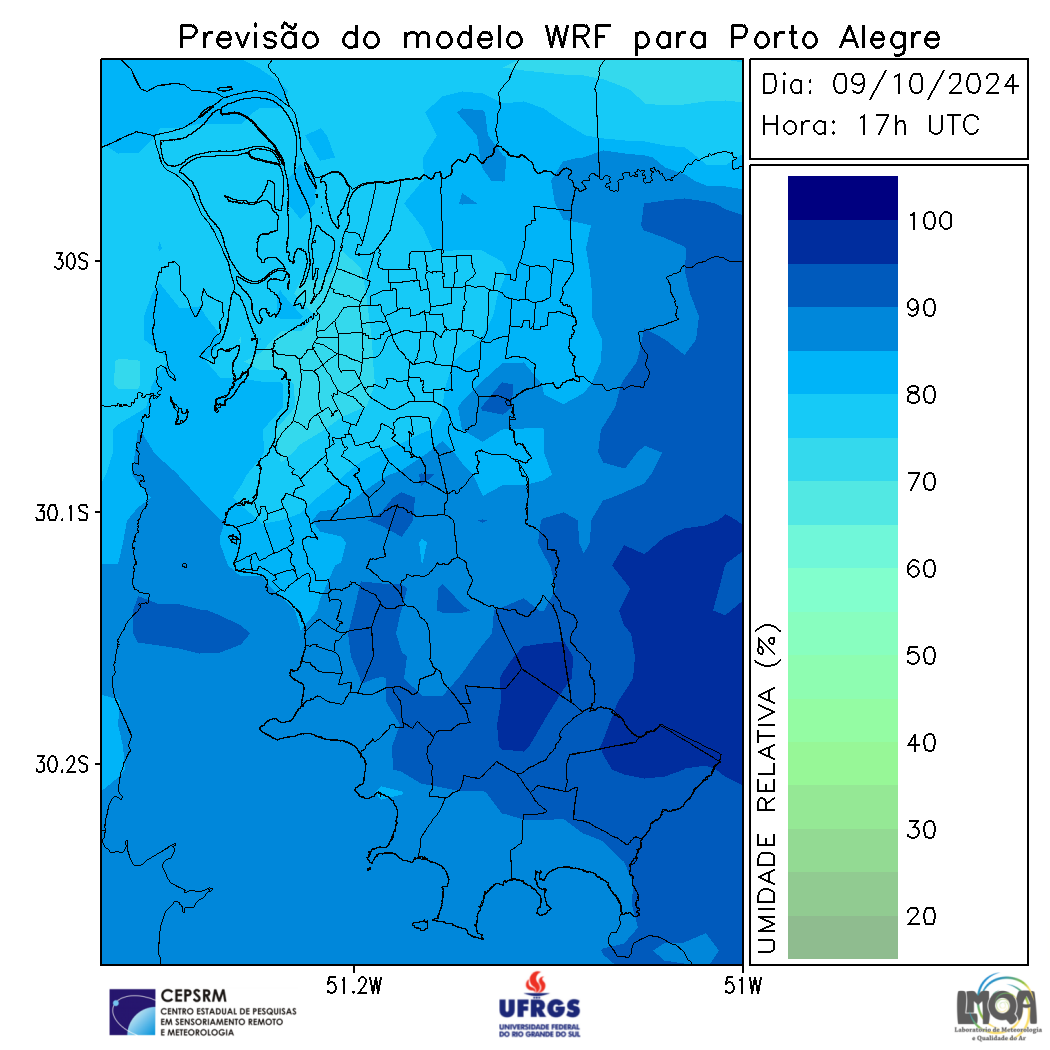 Previsão do modelo WRF para Porto Alegre
Dia: 09/10/2024
Hora: 17h UTC
30S
30.1S
30.2S
51.2W
51W
UMIDADE RELATIVA (%)
100
90
80
70
60
50
40
30
20
CEPSRM
CENTRO ESTADUAL DE PESQUISAS
EM SENSORIAMENTO REMOTO
E METEOROLOGIA
UFRGS
UNIVERSIDADE FEDERAL
DO RIO GRANDE DO SUL
LMQA
Laboratório de Meteorologia
e Qualidade do Ar